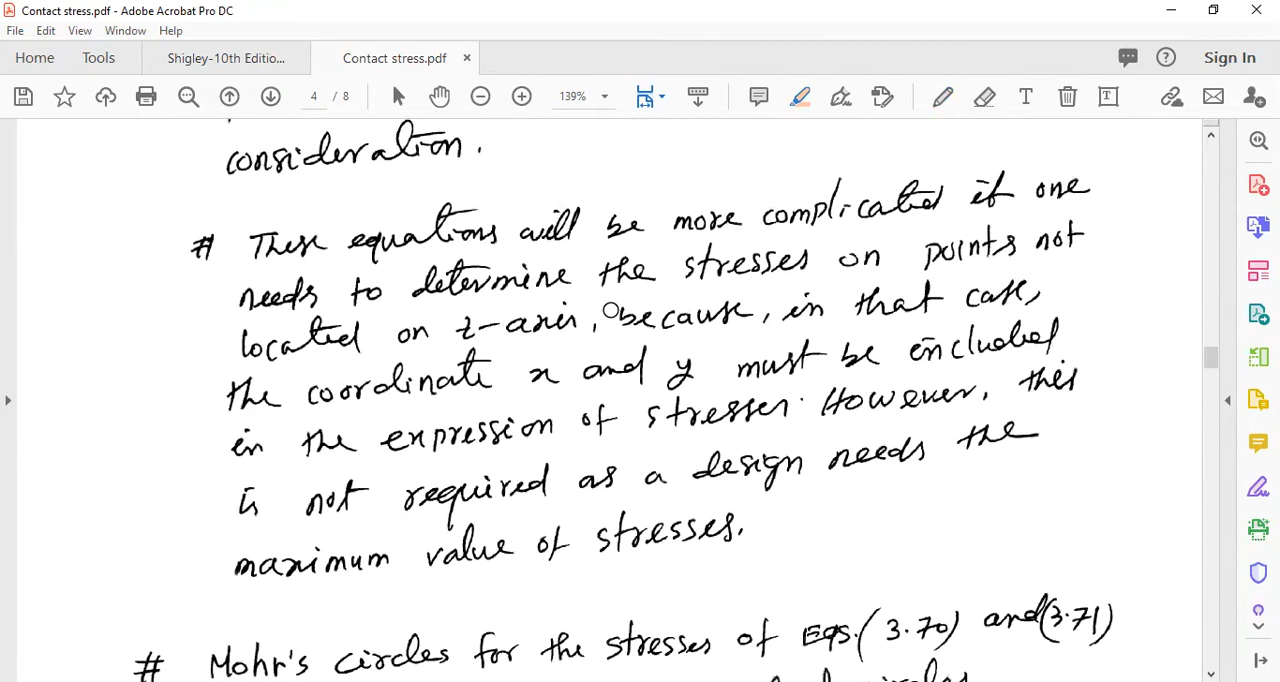 Contact stress.pdf - Adobe Acrobat Pro DC
File Edit View Window Help
Home Tools Shigley-10th Editio... Contact stress.pdf × Sign In
4 / 8 139%
consideration.
# These equations will be more complicated if one
needs to determine the stresses on points not
located on z-axis, because, in that case,
the coordinate x and y must be included
in the expression of stresses. However, this
is not required as a design needs the
maximum value of stresses.
# Mohr's circles for the stresses of Eqs. (3.70) and (3.71)
circles